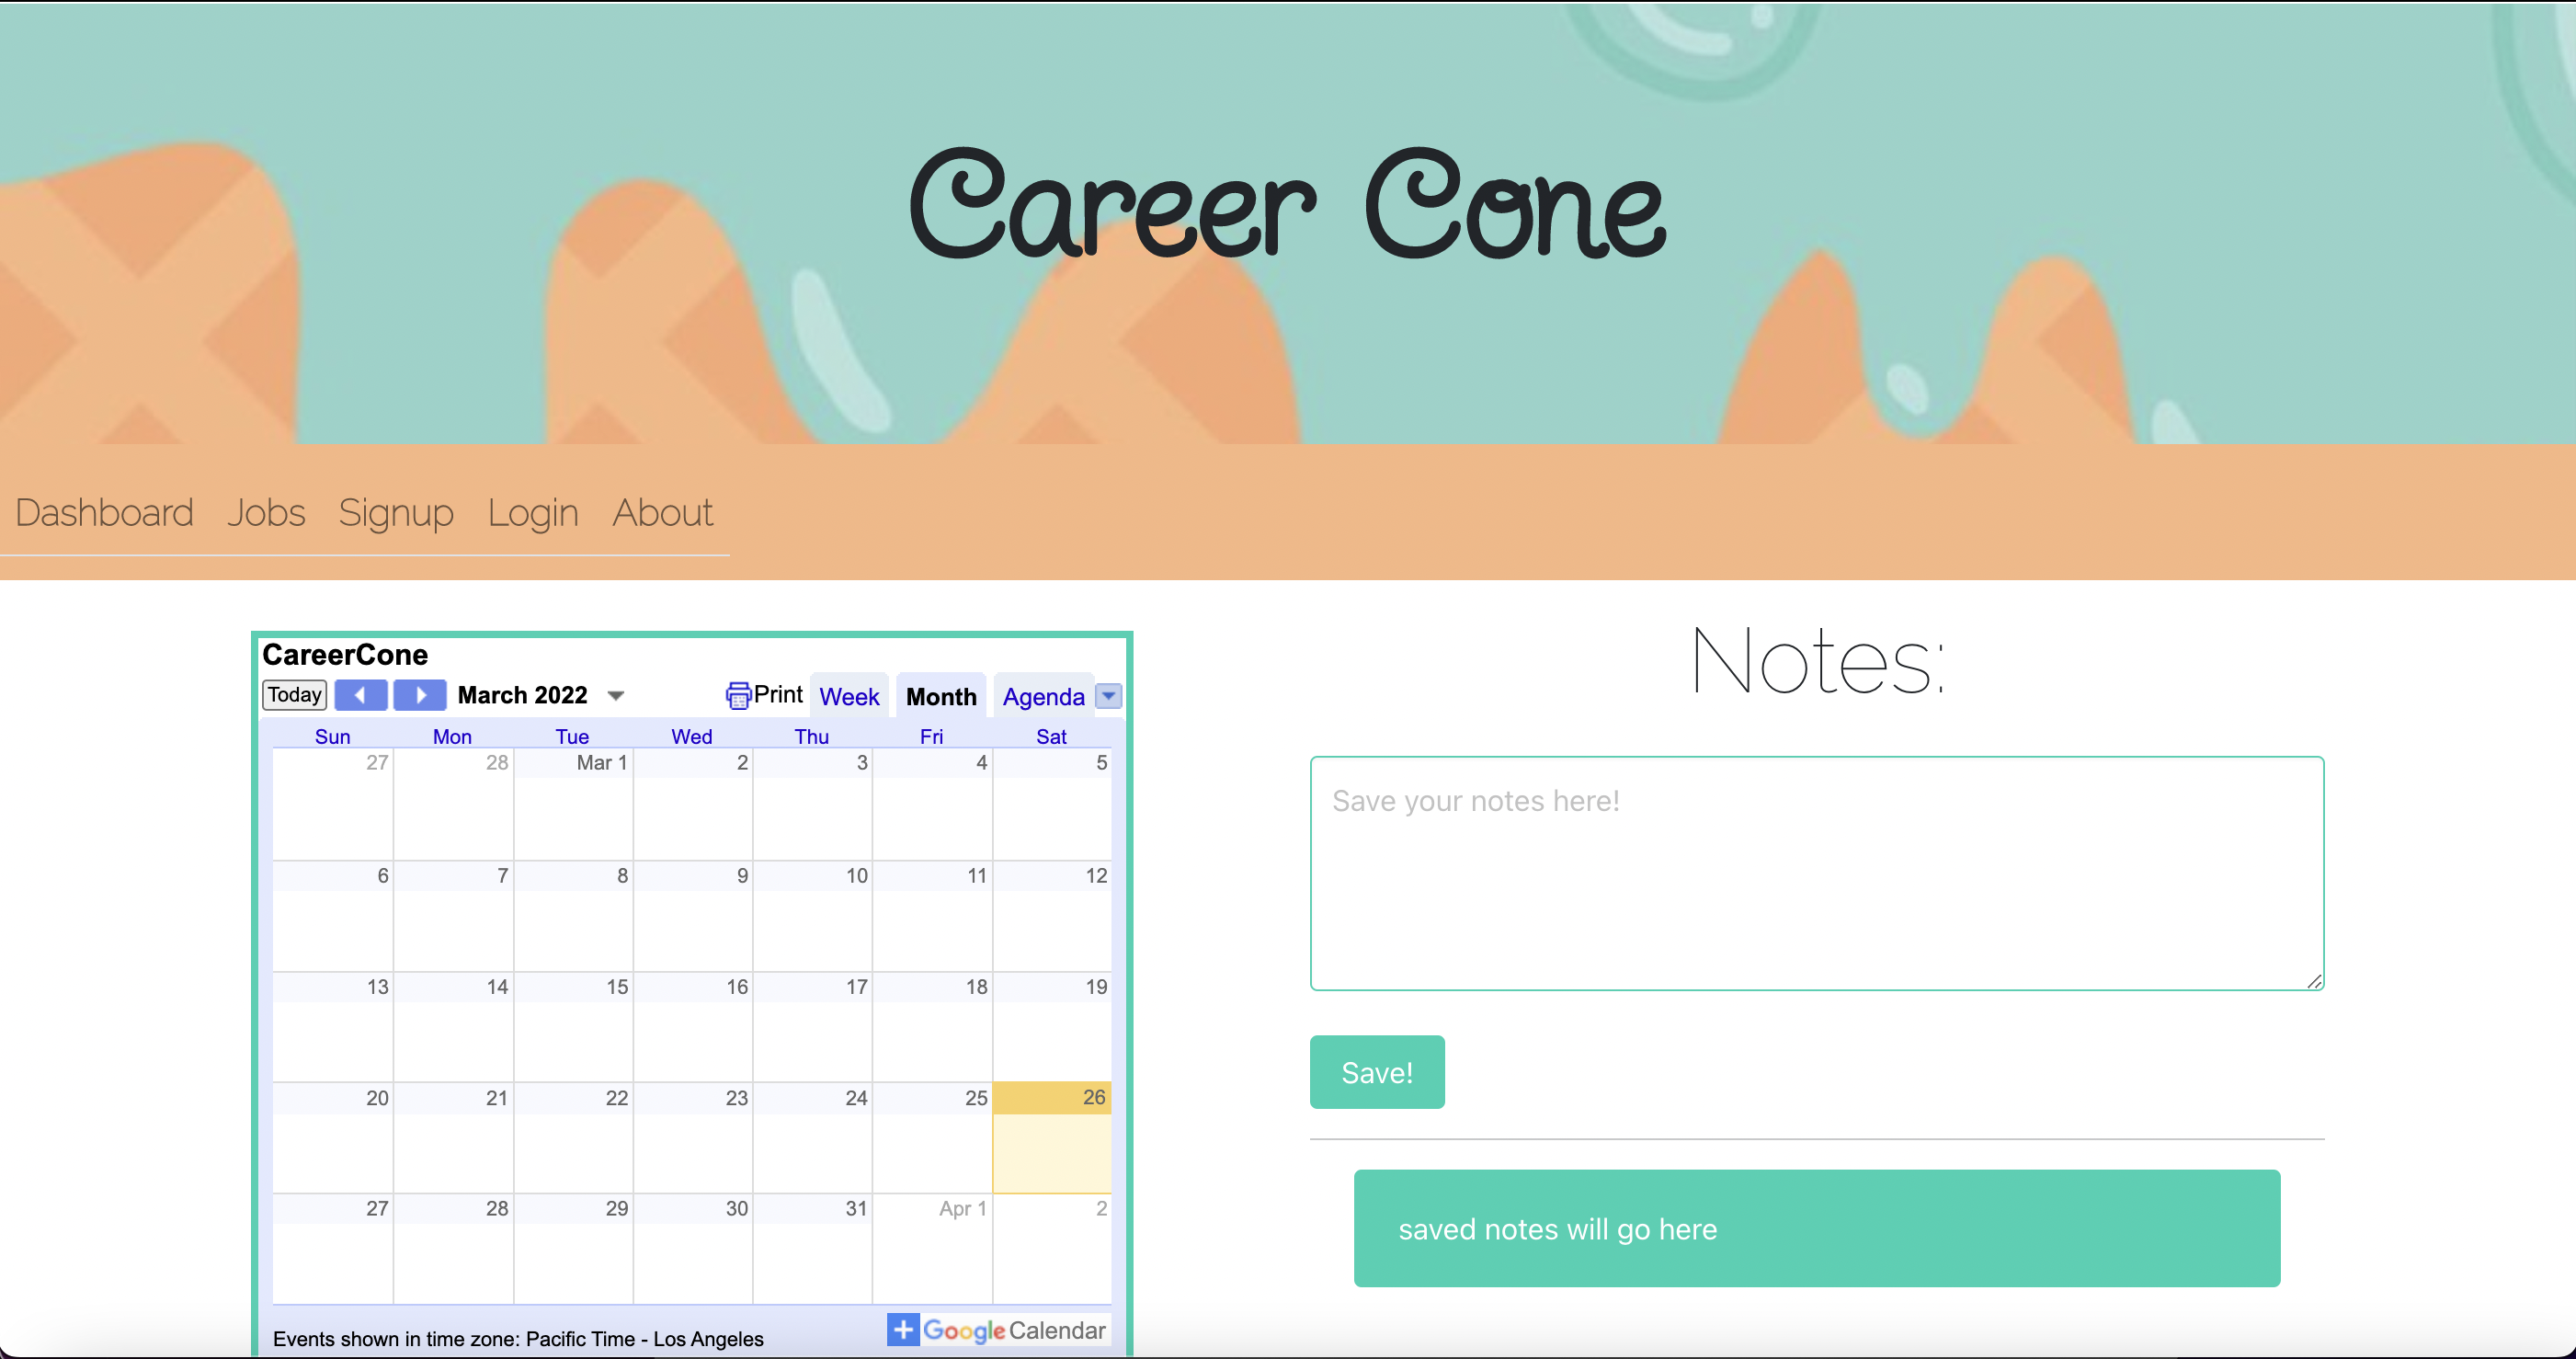 Career Cone
Dashboard Jobs Signup Login About
CareerCone
Today March 2022 Print Week Month Agenda
Sun Mon Tue Wed Thu Fri Sat
27 28 Mar 1 2 3 4 5
6 7 8 9 10 11 12
13 14 15 16 17 18 19
20 21 22 23 24 25 26
27 28 29 30 31 Apr 1 2
Events shown in time zone: Pacific Time - Los Angeles
Google Calendar
Notes:
Save your notes here!
Save!
saved notes will go here